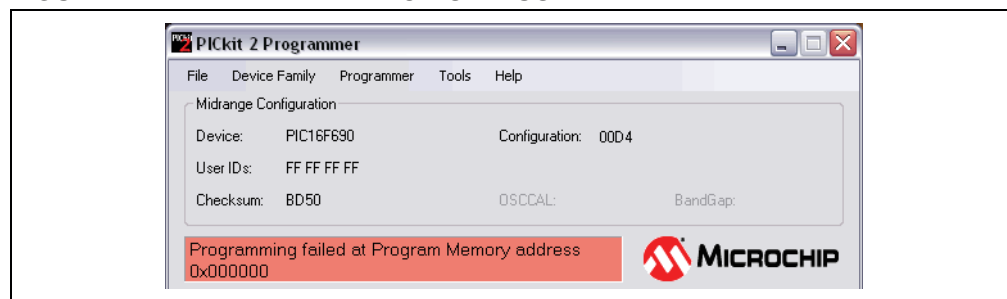 PICkit 2 Programmer
File Device Family Programmer Tools Help
Midrange Configuration
Device: PIC16F690 Configuration: 00D4
User IDs: FF FF FF FF
Checksum: BD50 OSCCAL: BandGap:
Programming failed at Program Memory address
0x000000
MICROCHIP